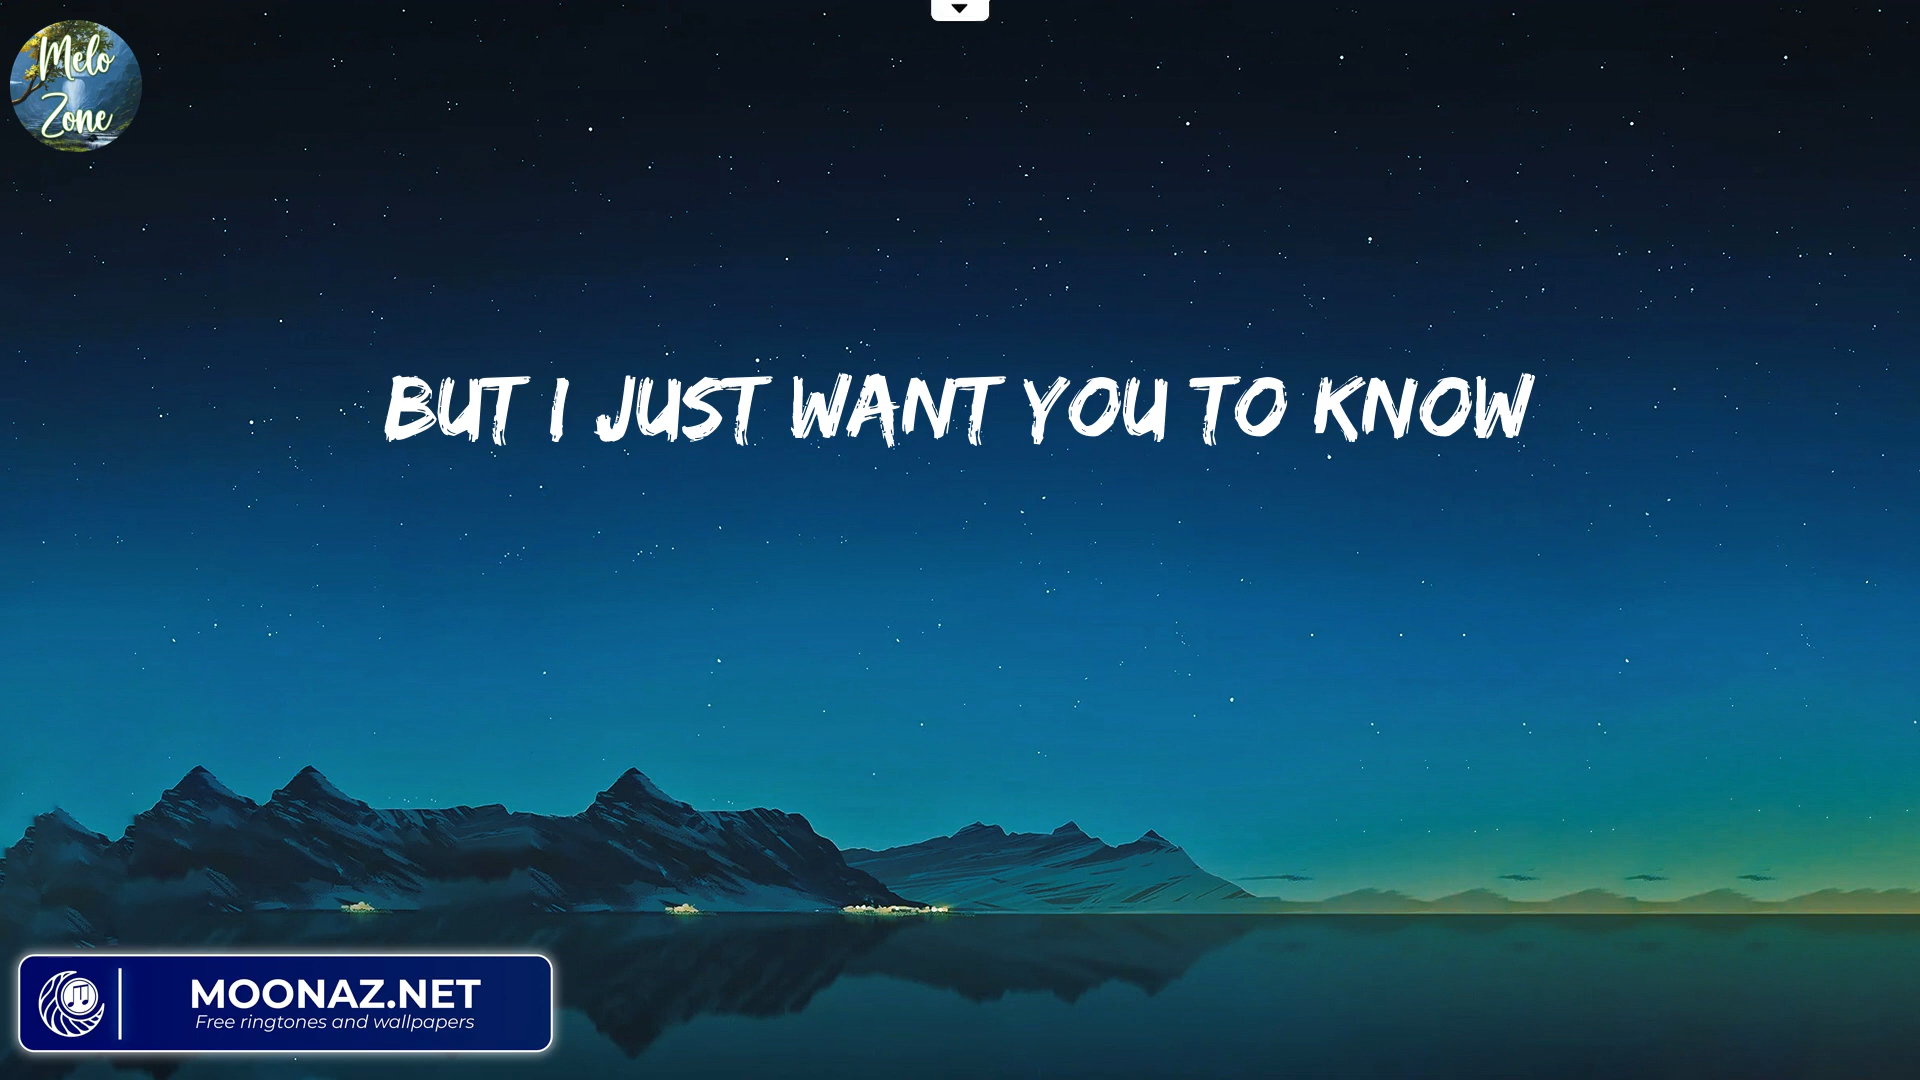 Melo
Zone
BUT I JUST WANT YOU TO KNOW
MOONAZ.NET
Free ringtones and wallpapers